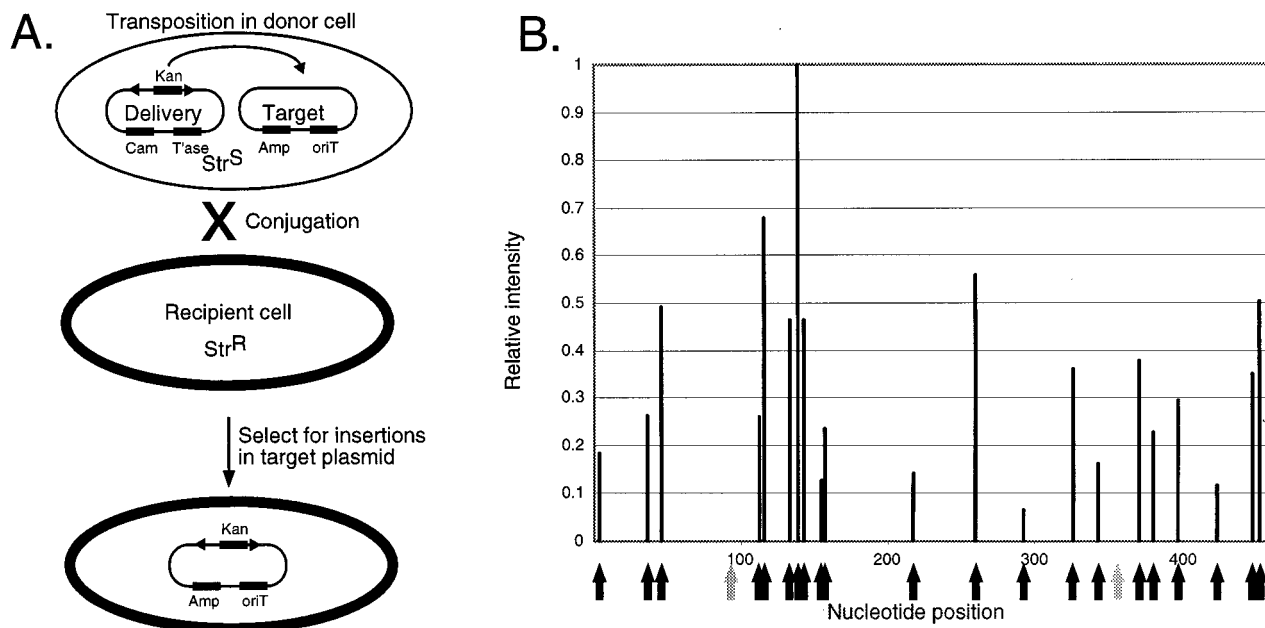 A.
Transposition in donor cell
Kan
Delivery
Target
Cam
T'ase
Amp
oriT
StrS
X
Conjugation
Recipient cell
StrR
Select for insertions
in target plasmid
Kan
Amp
oriT
B.
Relative intensity
1
0.9
0.8
0.7
0.6
0.5
0.4
0.3
0.2
0.1
0
100
200
300
400
Nucleotide position